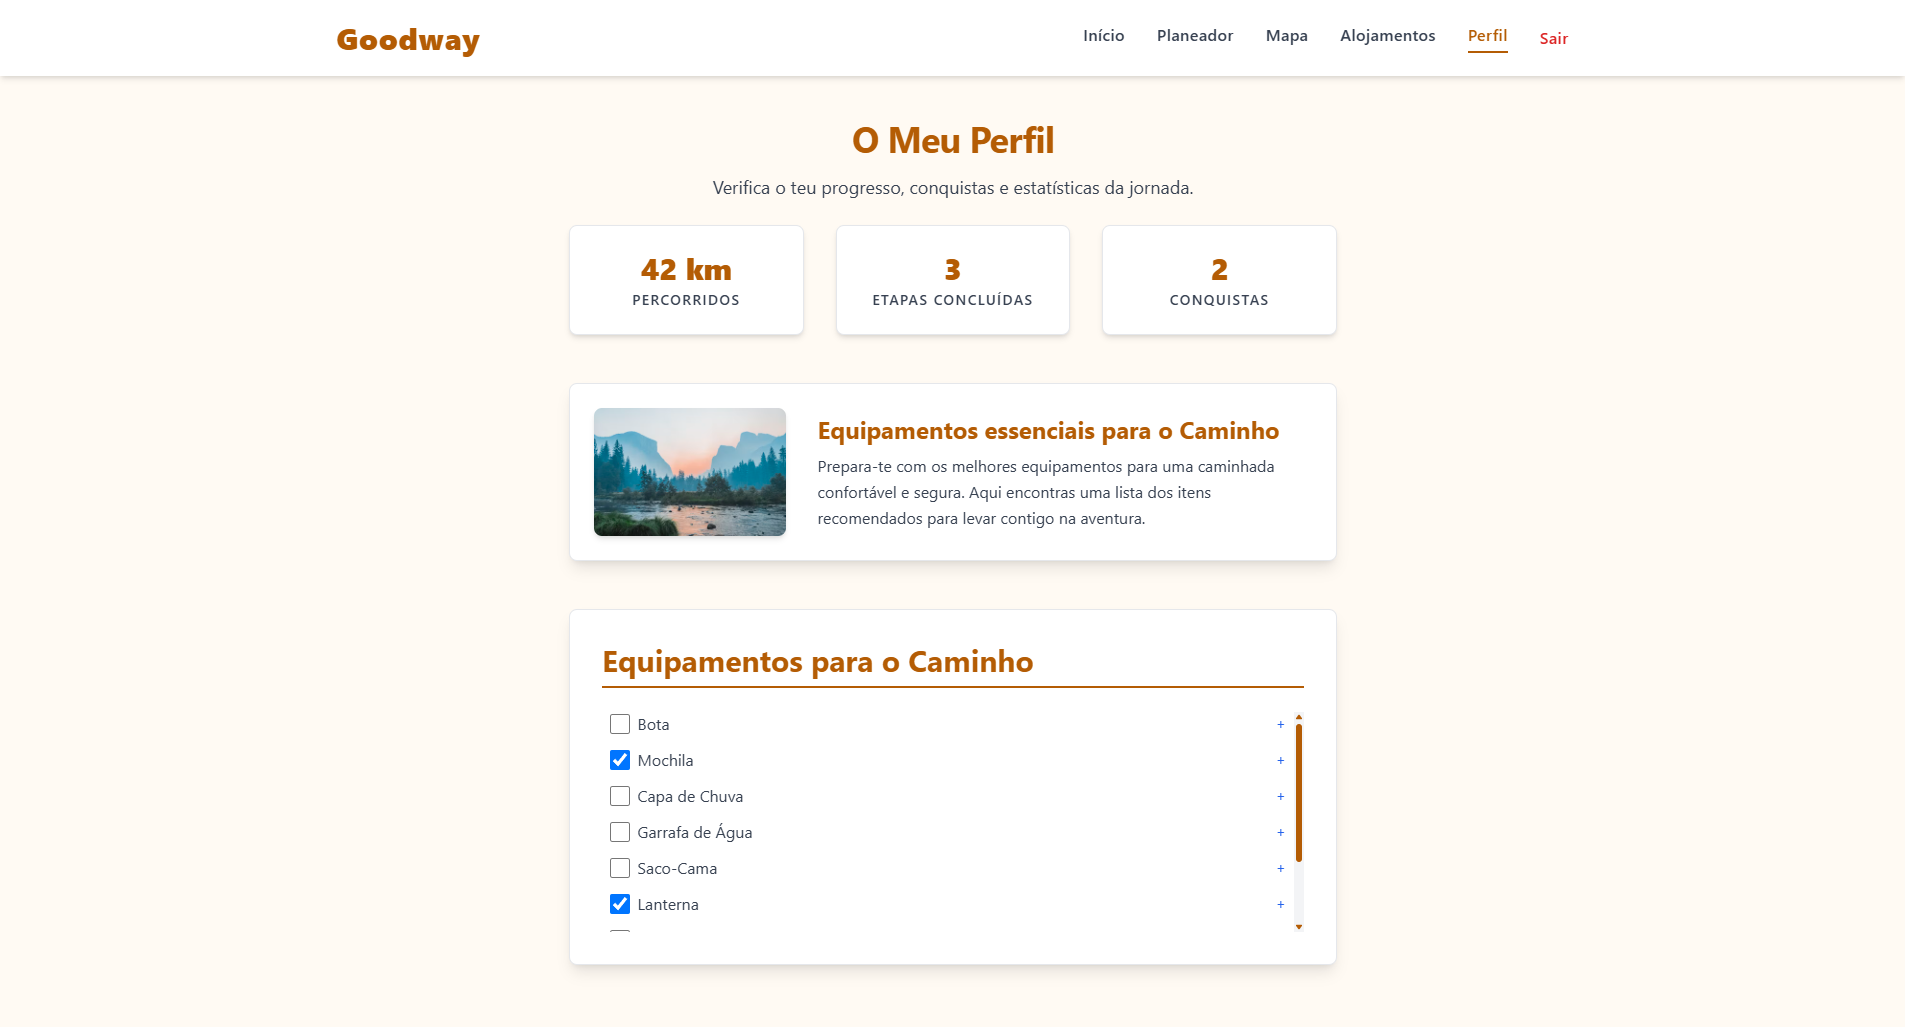 Goodway
Início
Planeador
Mapa
Alojamentos
Perfil
Sair
O Meu Perfil
Verifica o teu progresso, conquistas e estatísticas da jornada.
42 km
PERCORRIDOS
3
ETAPAS CONCLUÍDAS
2
CONQUISTAS
Equipamentos essenciais para o Caminho
Prepara-te com os melhores equipamentos para uma caminhada
confortável e segura. Aqui encontras uma lista dos itens
recomendados para levar contigo na aventura.
Equipamentos para o Caminho
Bota +
Mochila +
Capa de Chuva +
Garrafa de Água +
Saco-Cama +
Lanterna +